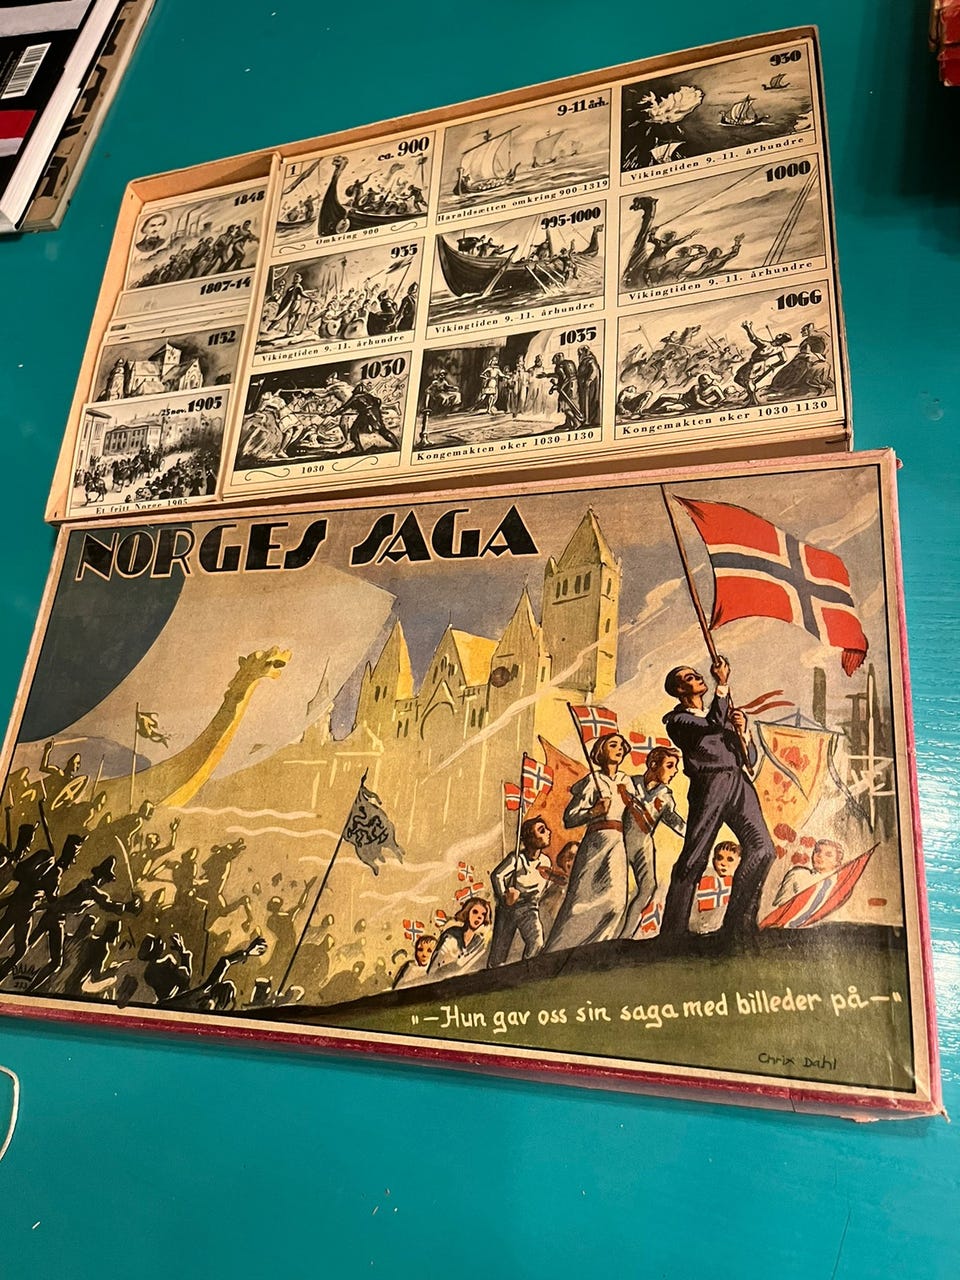 1848
1807-14
1152
25 nov. 1905
Et fritt Norge 1905
1
ca. 900
Omkring 900
9-11 årh.
Haraldsætten omkring 900-1319
930
Vikingtiden 9.-11. århundre
935
Vikingtiden 9.-11. århundre
995-1000
Vikingtiden 9.-11. århundre
1000
Vikingtiden 9.-11. århundre
1030
1030
1035
Kongemakten øker 1030-1130
1066
Kongemakten øker 1030-1130
NORGES SAGA
"—Hun gav oss sin saga med billeder på—"
Chrix Dahl